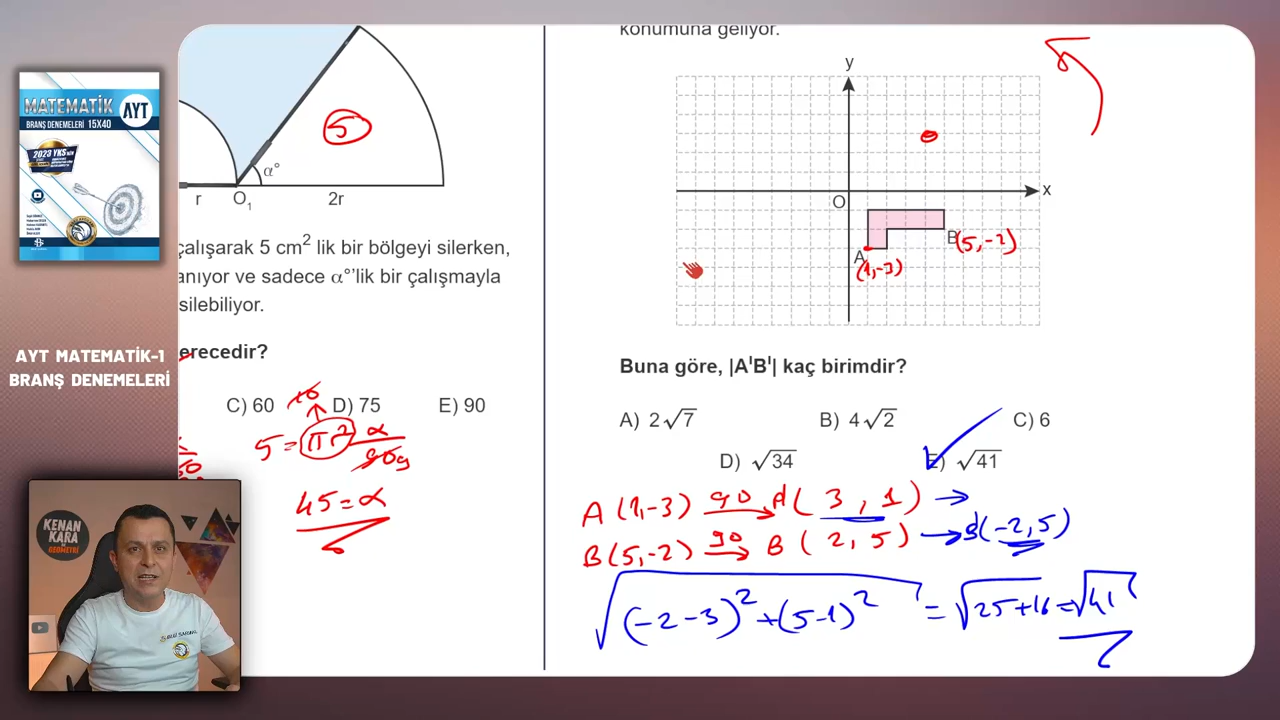 MATEMATİK AYT
BRANŞ DENEMELERİ 15X40
2023 YKS'NİN
AYT MATEMATİK-1
BRANŞ DENEMELERİ
KENAN
KARA
İLE
GEOMETRİ
5
α°
r
O1
2r
çalışarak 5 cm² lik bir bölgeyi silerken,
anıyor ve sadece α°'lik bir çalışmayla
silebiliyor.
erecedir?
C) 60
D) 75
E) 90
5 = πr² α
45 = α
konumuna geliyor.
y
O
x
A
(1,-3)
B
(5,-2)
Buna göre, |AᴵBᴵ| kaç birimdir?
A) 2√7
B) 4√2
C) 6
D) √34
E) √41
A (1,-3) 90 A' ( 3 , 1 )
B (5,-2) 90 B ( 2, 5 ) B' (-2, 5)
√(-2-3)² + (5-1)² = √25+16 = √41